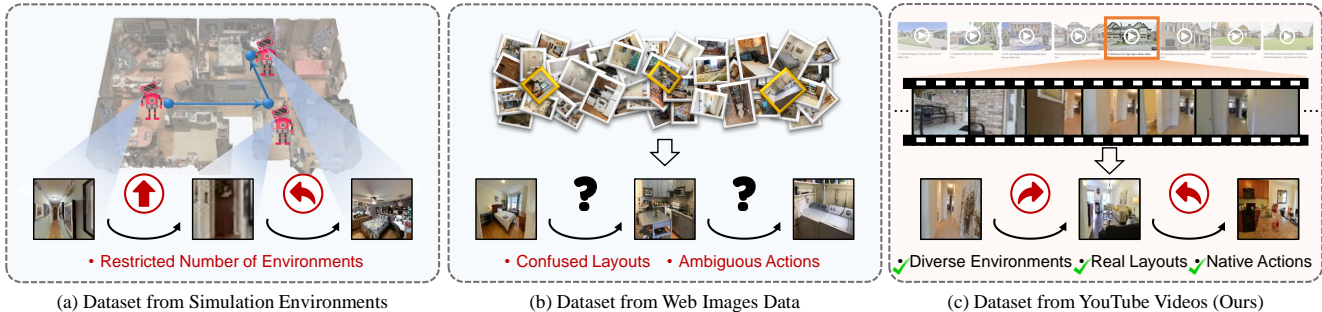 • Restricted Number of Environments
• Confused Layouts • Ambiguous Actions
• Diverse Environments • Real Layouts • Native Actions
(a) Dataset from Simulation Environments
(b) Dataset from Web Images Data
(c) Dataset from YouTube Videos (Ours)